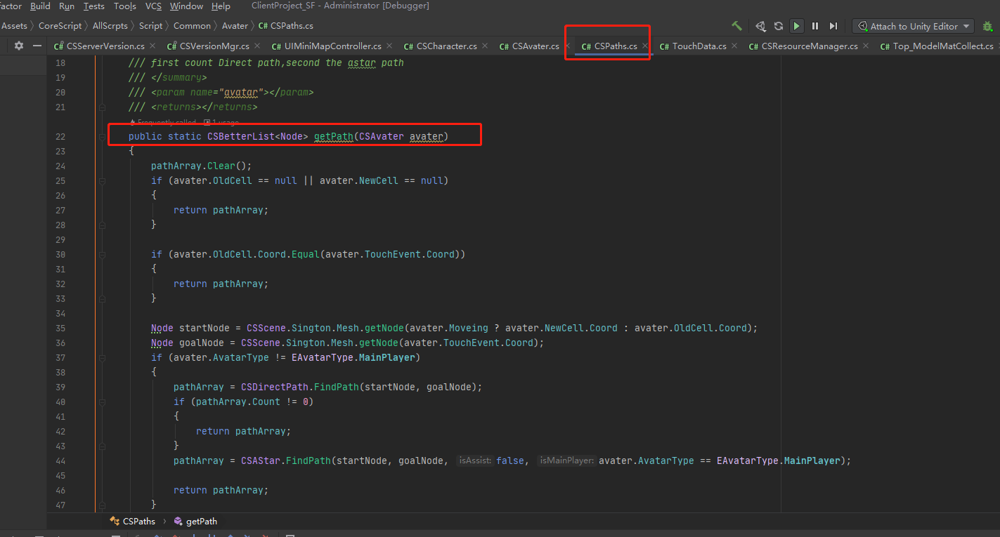 factor Build Run Tests Tools VCS Window Help ClientProject_SF - Administrator [Debugger]
Assets CoreScript AllScrpts Script Common Avater C# CSPaths.cs Attach to Unity Editor
C# CSServerVersion.cs C# CSVersionMgr.cs C# UIMiniMapController.cs C# CSCharacter.cs C# CSAvater.cs C# CSPaths.cs C# TouchData.cs C# CSResourceManager.cs C# Top_ModelMatCollect.cs
18 /// first count Direct path,second the astar path
19 /// </summary>
20 /// <param name="avatar"></param>
21 /// <returns></returns>
Frequently called 1 usage
22 public static CSBetterList<Node> getPath(CSAvater avater)
23 {
24 pathArray.Clear();
25 if (avater.OldCell == null || avater.NewCell == null)
26 {
27 return pathArray;
28 }
29
30 if (avater.OldCell.Coord.Equal(avater.TouchEvent.Coord))
31 {
32 return pathArray;
33 }
34
35 Node startNode = CSScene.Sington.Mesh.getNode(avater.Moveing ? avater.NewCell.Coord : avater.OldCell.Coord);
36 Node goalNode = CSScene.Sington.Mesh.getNode(avater.TouchEvent.Coord);
37 if (avater.AvatarType != EAvatarType.MainPlayer)
38 {
39 pathArray = CSDirectPath.FindPath(startNode, goalNode);
40 if (pathArray.Count != 0)
41 {
42 return pathArray;
43 }
44 pathArray = CSAStar.FindPath(startNode, goalNode, isAssist: false, isMainPlayer: avater.AvatarType == EAvatarType.MainPlayer);
45
46 return pathArray;
47 }
CSPaths getPath